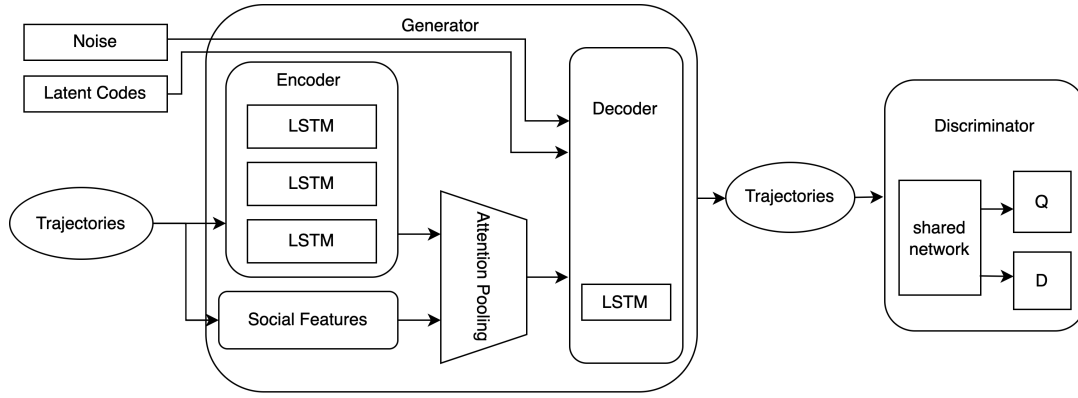 Noise
Generator
Latent Codes
Encoder
LSTM
LSTM
LSTM
Decoder
Discriminator
Trajectories
Attention Pooling
Trajectories
shared
network
Q
D
LSTM
Social Features